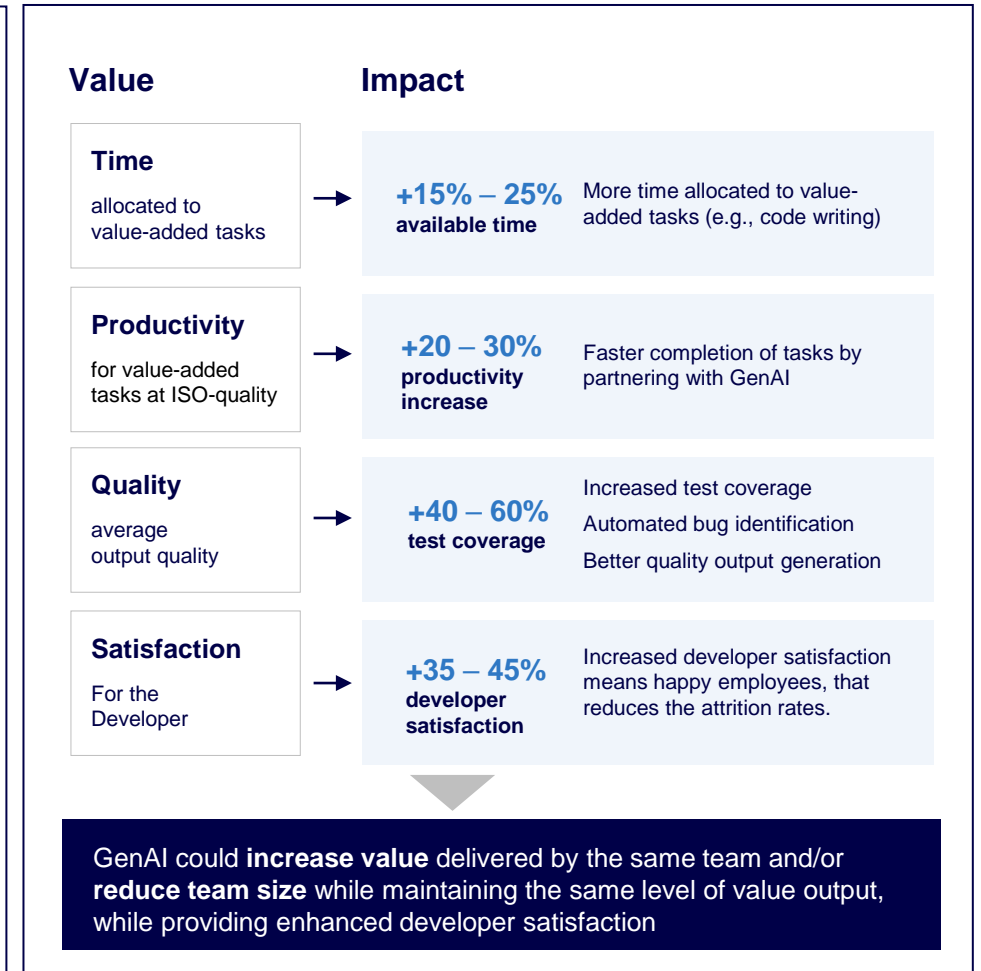 Value
Impact
Time
allocated to
value-added tasks
+15% – 25%
available time
More time allocated to value-
added tasks (e.g., code writing)
Productivity
for value-added
tasks at ISO-quality
+20 – 30%
productivity
increase
Faster completion of tasks by
partnering with GenAI
Quality
average
output quality
+40 – 60%
test coverage
Increased test coverage
Automated bug identification
Better quality output generation
Satisfaction
For the
Developer
+35 – 45%
developer
satisfaction
Increased developer satisfaction
means happy employees, that
reduces the attrition rates.
GenAI could increase value delivered by the same team and/or
reduce team size while maintaining the same level of value output,
while providing enhanced developer satisfaction